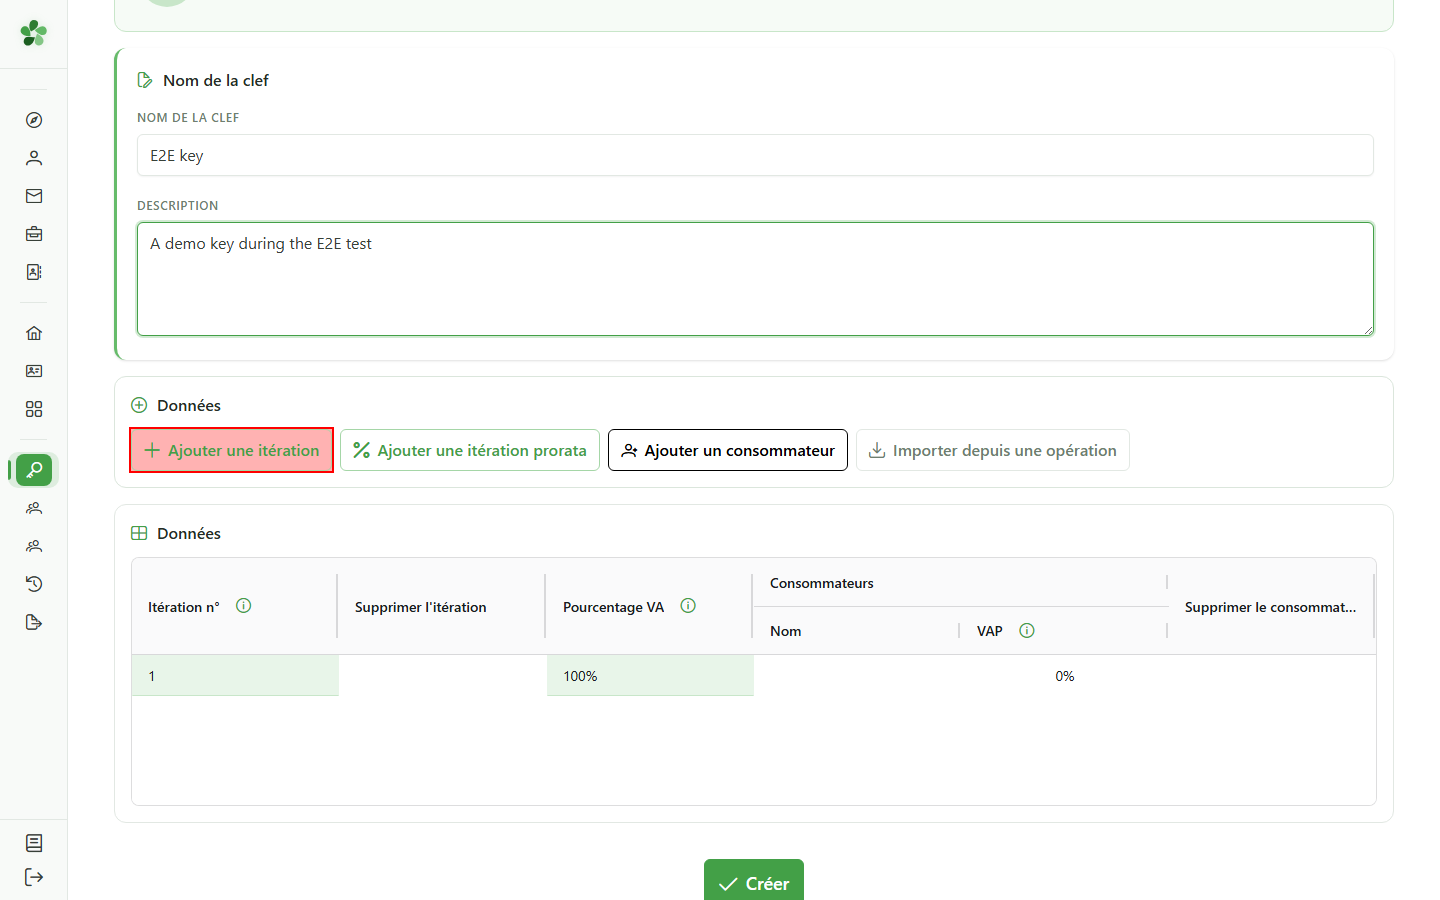 Nom de la clef
NOM DE LA CLEF
E2E key
DESCRIPTION
A demo key during the E2E test
Données
Ajouter une itération
Ajouter une itération prorata
Ajouter un consommateur
Importer depuis une opération
Données
Itération n°
Supprimer l'itération
Pourcentage VA
Consommateurs
Nom
VAP
Supprimer le consommat...
1
100%
0%
Créer